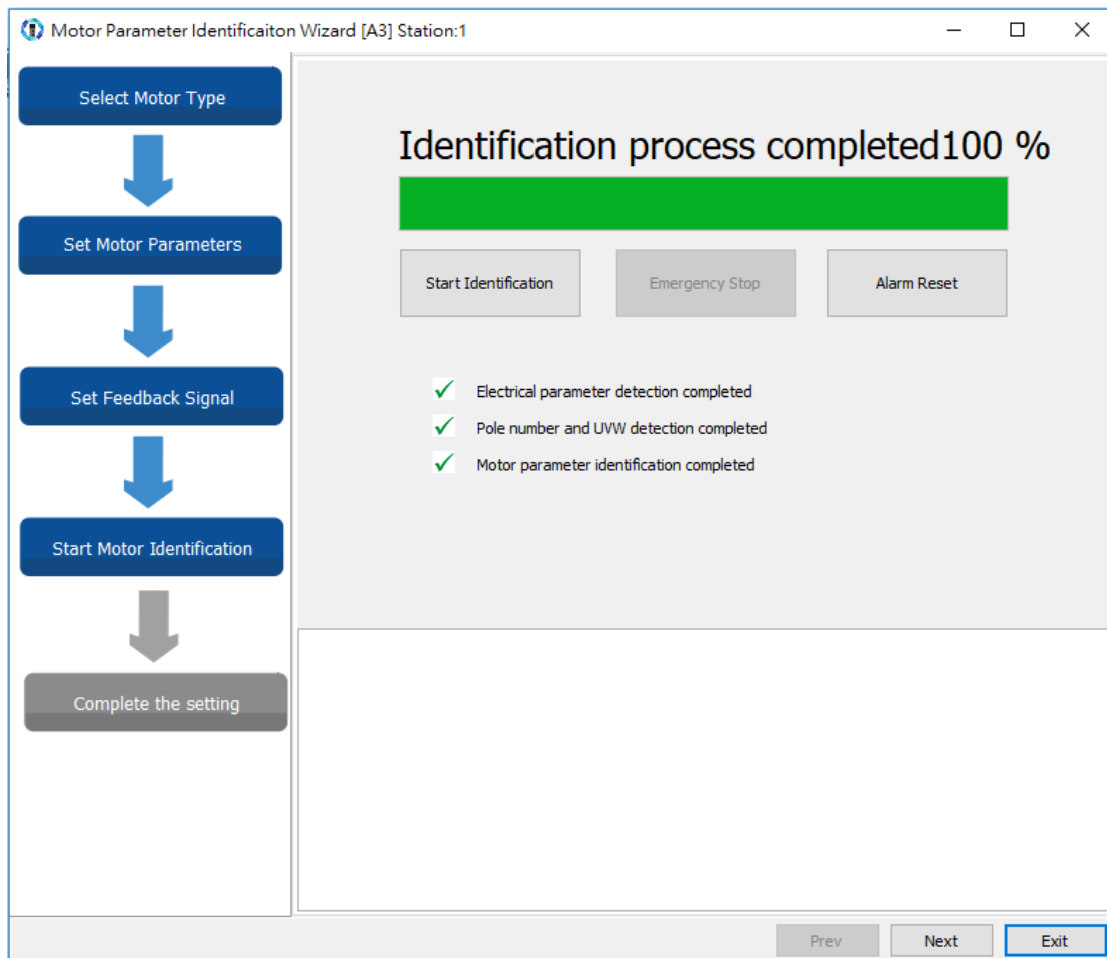 Motor Parameter Identificaiton Wizard [A3] Station:1
Select Motor Type
Set Motor Parameters
Set Feedback Signal
Start Motor Identification
Complete the setting
Identification process completed100 %
Start Identification
Emergency Stop
Alarm Reset
Electrical parameter detection completed
Pole number and UVW detection completed
Motor parameter identification completed
Prev
Next
Exit